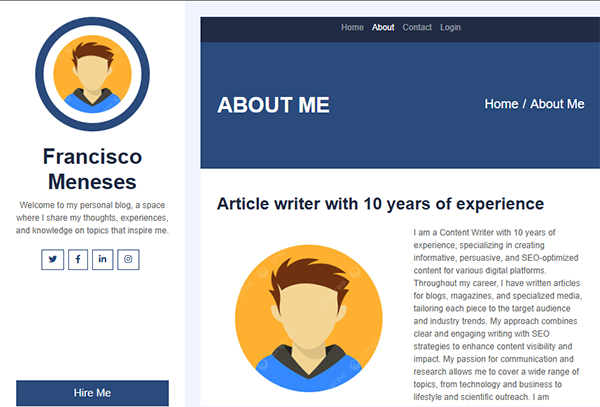 Francisco
Meneses
Welcome to my personal blog, a space
where I share my thoughts, experiences,
and knowledge on topics that inspire me.
Hire Me
Home About Contact Login
ABOUT ME
Home / About Me
Article writer with 10 years of experience
I am a Content Writer with 10 years of
experience, specializing in creating
informative, persuasive, and SEO-optimized
content for various digital platforms.
Throughout my career, I have written articles
for blogs, magazines, and specialized media,
tailoring each piece to the target audience
and industry trends. My approach combines
clear and engaging writing with SEO
strategies to enhance content visibility and
impact. My passion for communication and
research allows me to cover a wide range of
topics, from technology and business to
lifestyle and scientific outreach. I am